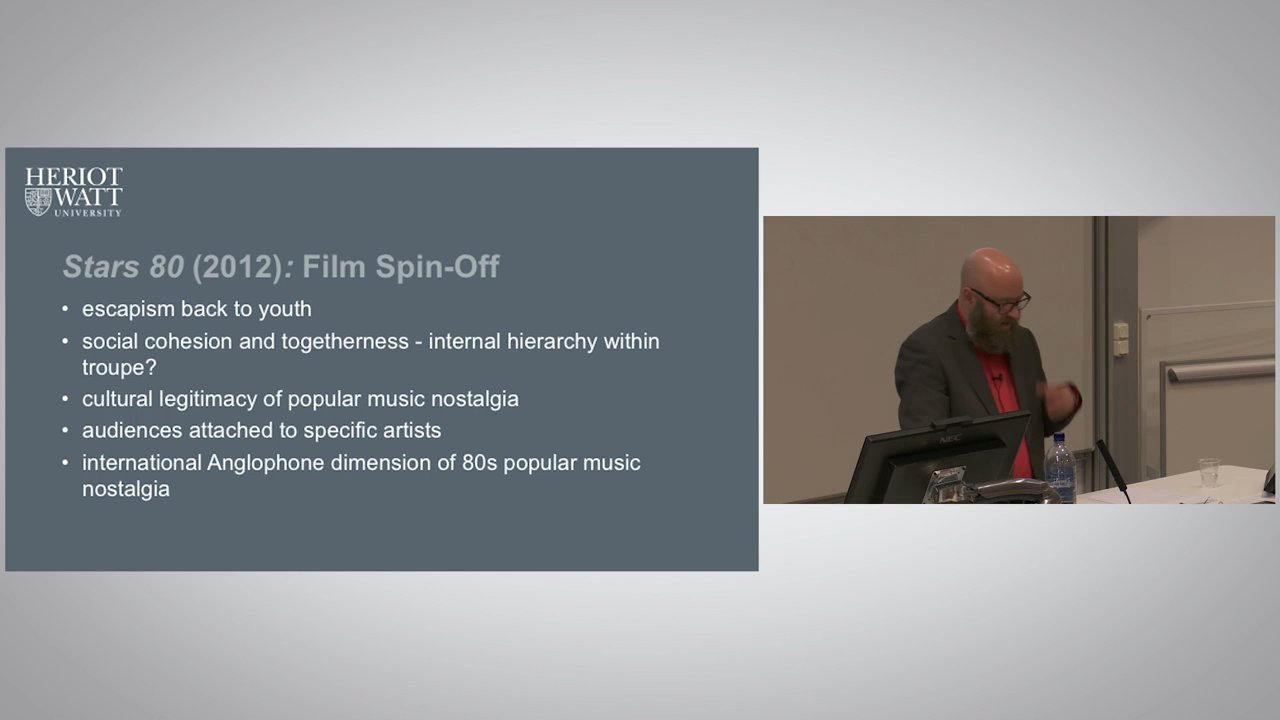 HERIOT
WATT
UNIVERSITY
Stars 80 (2012): Film Spin-Off
• escapism back to youth
• social cohesion and togetherness - internal hierarchy within
troupe?
• cultural legitimacy of popular music nostalgia
• audiences attached to specific artists
• international Anglophone dimension of 80s popular music
nostalgia
NEC